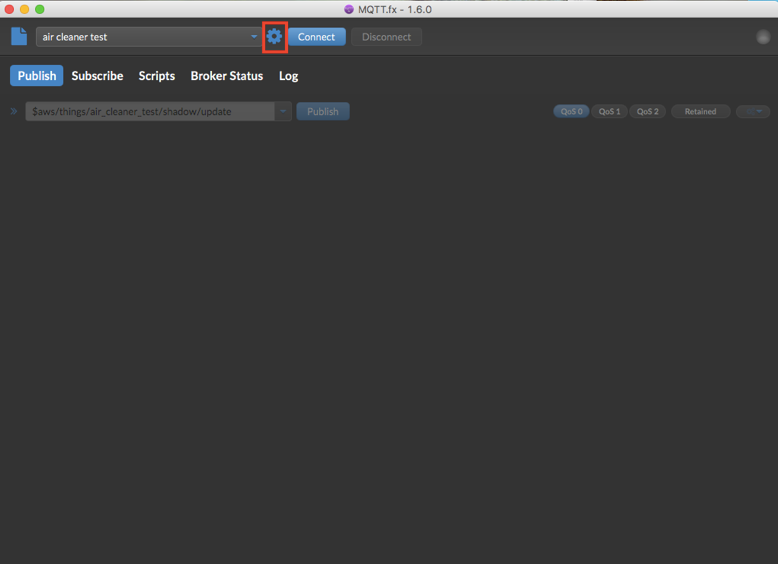 MQTT.fx - 1.6.0
air cleaner test Connect Disconnect
Publish Subscribe Scripts Broker Status Log
$aws/things/air_cleaner_test/shadow/update Publish QoS 0 QoS 1 QoS 2 Retained